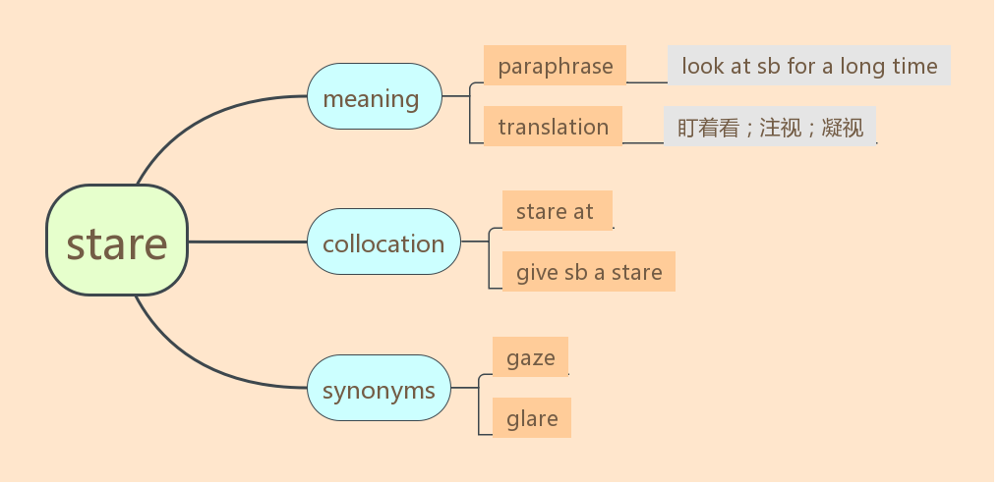 stare
meaning
paraphrase
look at sb for a long time
translation
盯着看；注视；凝视
collocation
stare at
give sb a stare
synonyms
gaze
glare